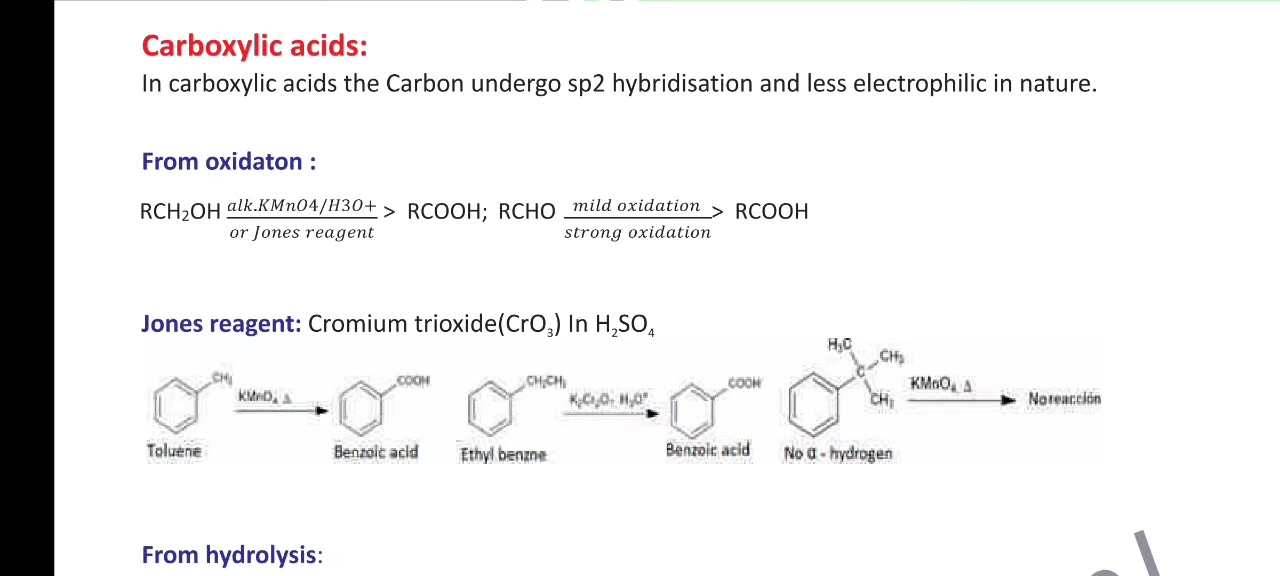 Carboxylic acids:
In carboxylic acids the Carbon undergo sp2 hybridisation and less electrophilic in nature.
From oxidaton :
RCH₂OH alk.KMnO4/H3O+ or Jones reagent > RCOOH; RCHO mild oxidation strong oxidation > RCOOH
Jones reagent: Cromium trioxide(CrO₃) In H₂SO₄
CH₃ KMnO₄ Δ COOH CH₂CH₃ K₂Cr₂O₇, H₃O⁺ COOH H₃C CH₃ C CH₃ KMnO₄ Δ Noreacción
Toluene Benzoic acid Ethyl benzne Benzoic acid No α - hydrogen
From hydrolysis: